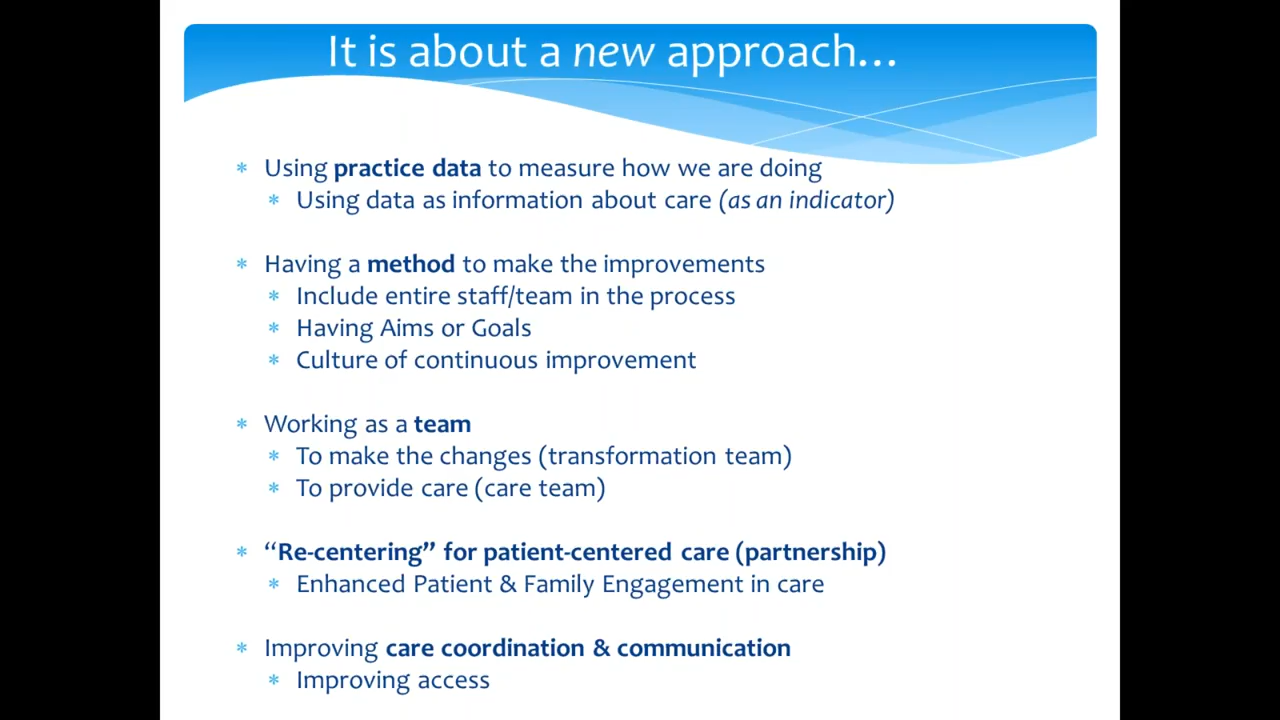 It is about a new approach...
* Using practice data to measure how we are doing
* Using data as information about care (as an indicator)
* Having a method to make the improvements
* Include entire staff/team in the process
* Having Aims or Goals
* Culture of continuous improvement
* Working as a team
* To make the changes (transformation team)
* To provide care (care team)
* “Re-centering” for patient-centered care (partnership)
* Enhanced Patient & Family Engagement in care
* Improving care coordination & communication
* Improving access